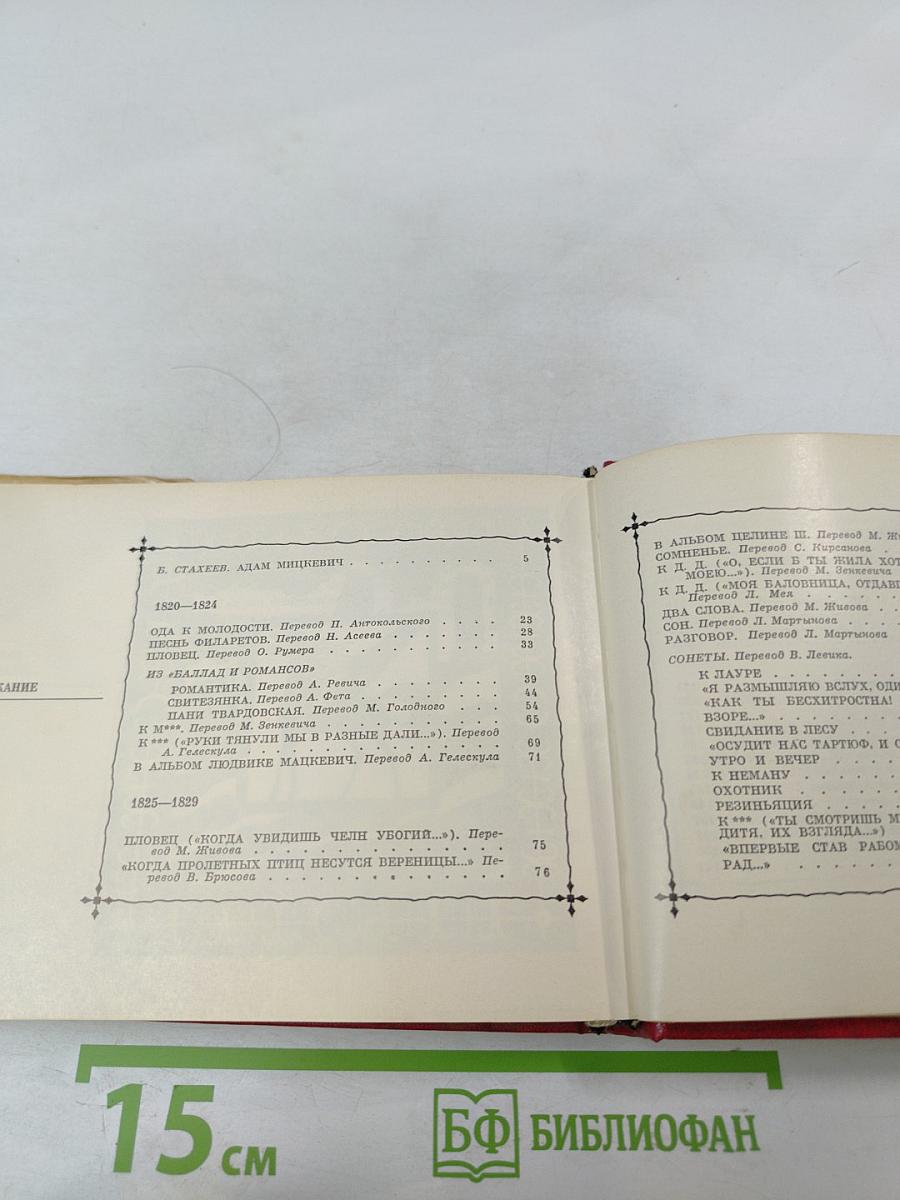 КАНИЕ
Б. СТАХЕЕВ. АДАМ МИЦКЕВИЧ . . . . . . . . . . 5
1820—1824
ОДА К МОЛОДОСТИ. Перевод П. Антокольского . . . . 23
ПЕСНЬ ФИЛАРЕТОВ. Перевод Н. Асеева . . . . . . . 28
ПЛОВЕЦ. Перевод О. Румера . . . . . . . . . . . 33
ИЗ «БАЛЛАД И РОМАНСОВ»
РОМАНТИКА. Перевод А. Ревича . . . . . . . . 39
СВИТЕЗЯНКА. Перевод А. Фета . . . . . . . . 44
ПАНИ ТВАРДОВСКАЯ. Перевод М. Голодного . . . 54
К М***. Перевод М. Зенкевича . . . . . . . . . . 65
К *** («РУКИ ТЯНУЛИ МЫ В РАЗНЫЕ ДАЛИ...»). Перевод
А. Гелескула . . . . . . . . . . . . . . . . 69
В АЛЬБОМ ЛЮДВИКЕ МАЦКЕВИЧ. Перевод А. Гелескула 71
1825—1829
ПЛОВЕЦ («КОГДА УВИДИШЬ ЧЕЛН УБОГИЙ...»). Пере-
вод М. Живова . . . . . . . . . . . . . . . 75
«КОГДА ПРОЛЕТНЫХ ПТИЦ НЕСУТСЯ ВЕРЕНИЦЫ...» Пе-
ревод В. Брюсова . . . . . . . . . . . . . . 76
В АЛЬБОМ ЦЕЛИНЕ Ш. Перевод М. Жи
СОМНЕНЬЕ. Перевод С. Кирсанова .
К Д. Д. («О, ЕСЛИ Б ТЫ ЖИЛА ХОТ
МОЕЮ...»). Перевод М. Зенкевича
К Д. Д. («МОЯ БАЛОВНИЦА, ОТДАВШ
Перевод Л. Мея . . . . . .
ДВА СЛОВА. Перевод М. Живова . .
СОН. Перевод Л. Мартынова . . . .
РАЗГОВОР. Перевод Л. Мартынова
СОНЕТЫ. Перевод В. Левика.
К ЛАУРЕ . . . . . . . . .
«Я РАЗМЫШЛЯЮ ВСЛУХ, ОДИ
«КАК ТЫ БЕСХИТРОСТНА!
ВЗОРЕ...» . . . . . . .
СВИДАНИЕ В ЛЕСУ . . . .
«ОСУДИТ НАС ТАРТЮФ, И С
УТРО И ВЕЧЕР . . . . .
К НЕМАНУ . . . . . . .
ОХОТНИК . . . . . . .
РЕЗИНЬЯЦИЯ . . . . . .
К *** («ТЫ СМОТРИШЬ М
ДИТЯ, ИХ ВЗГЛЯДА...»)
«ВПЕРВЫЕ СТАВ РАБОМ
РАД...» . . . . . . .
15 см
БФ БИБЛИОФАН